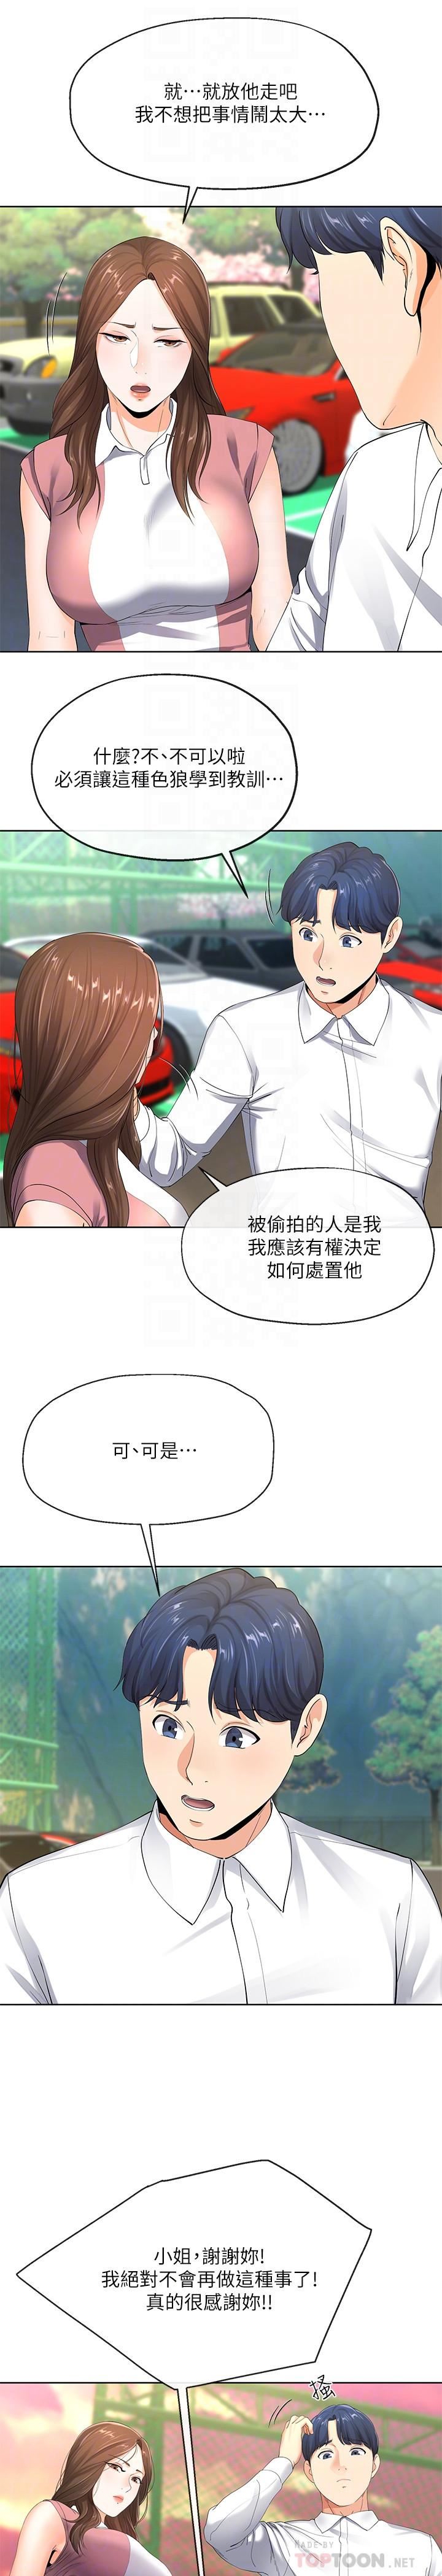 就…就放他走吧
我不想把事情鬧太大…
什麼?不、不可以啦
必須讓這種色狼學到教訓…
被偷拍的人是我
我應該有權決定
如何處置他
可、可是…
小姐,謝謝妳!
我絕對不會再做這種事了!
真的很感謝妳!!
搔
MADE BY
TOPTOON.NET